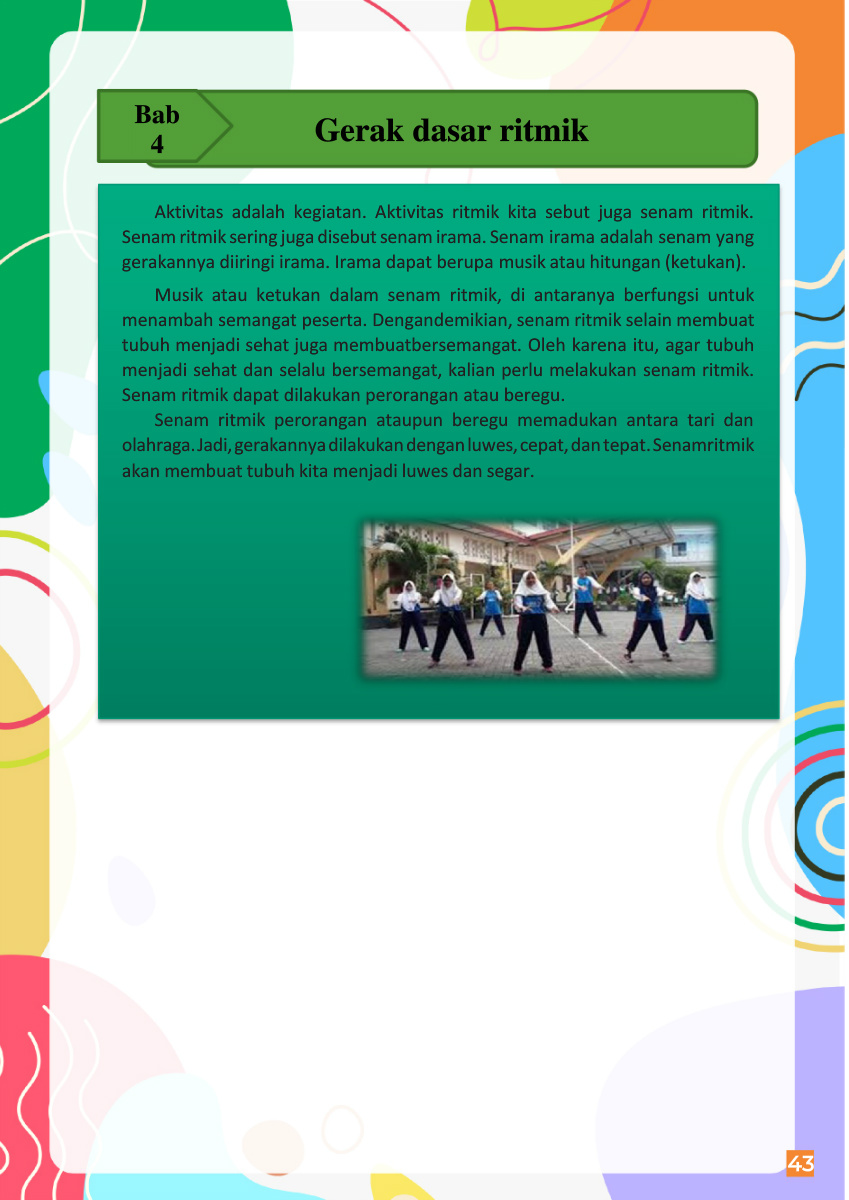 Bab
4
Gerak dasar ritmik
Aktivitas adalah kegiatan. Aktivitas ritmik kita sebut juga senam ritmik.
Senam ritmik sering juga disebut senam irama. Senam irama adalah senam yang
gerakannya diiringi irama. Irama dapat berupa musik atau hitungan (ketukan).
Musik atau ketukan dalam senam ritmik, di antaranya berfungsi untuk
menambah semangat peserta. Dengandemikian, senam ritmik selain membuat
tubuh menjadi sehat juga membuatbersemangat. Oleh karena itu, agar tubuh
menjadi sehat dan selalu bersemangat, kalian perlu melakukan senam ritmik.
Senam ritmik dapat dilakukan perorangan atau beregu.
Senam ritmik perorangan ataupun beregu memadukan antara tari dan
olahraga. Jadi, gerakannya dilakukan dengan luwes, cepat, dan tepat. Senamritmik
akan membuat tubuh kita menjadi luwes dan segar.
43